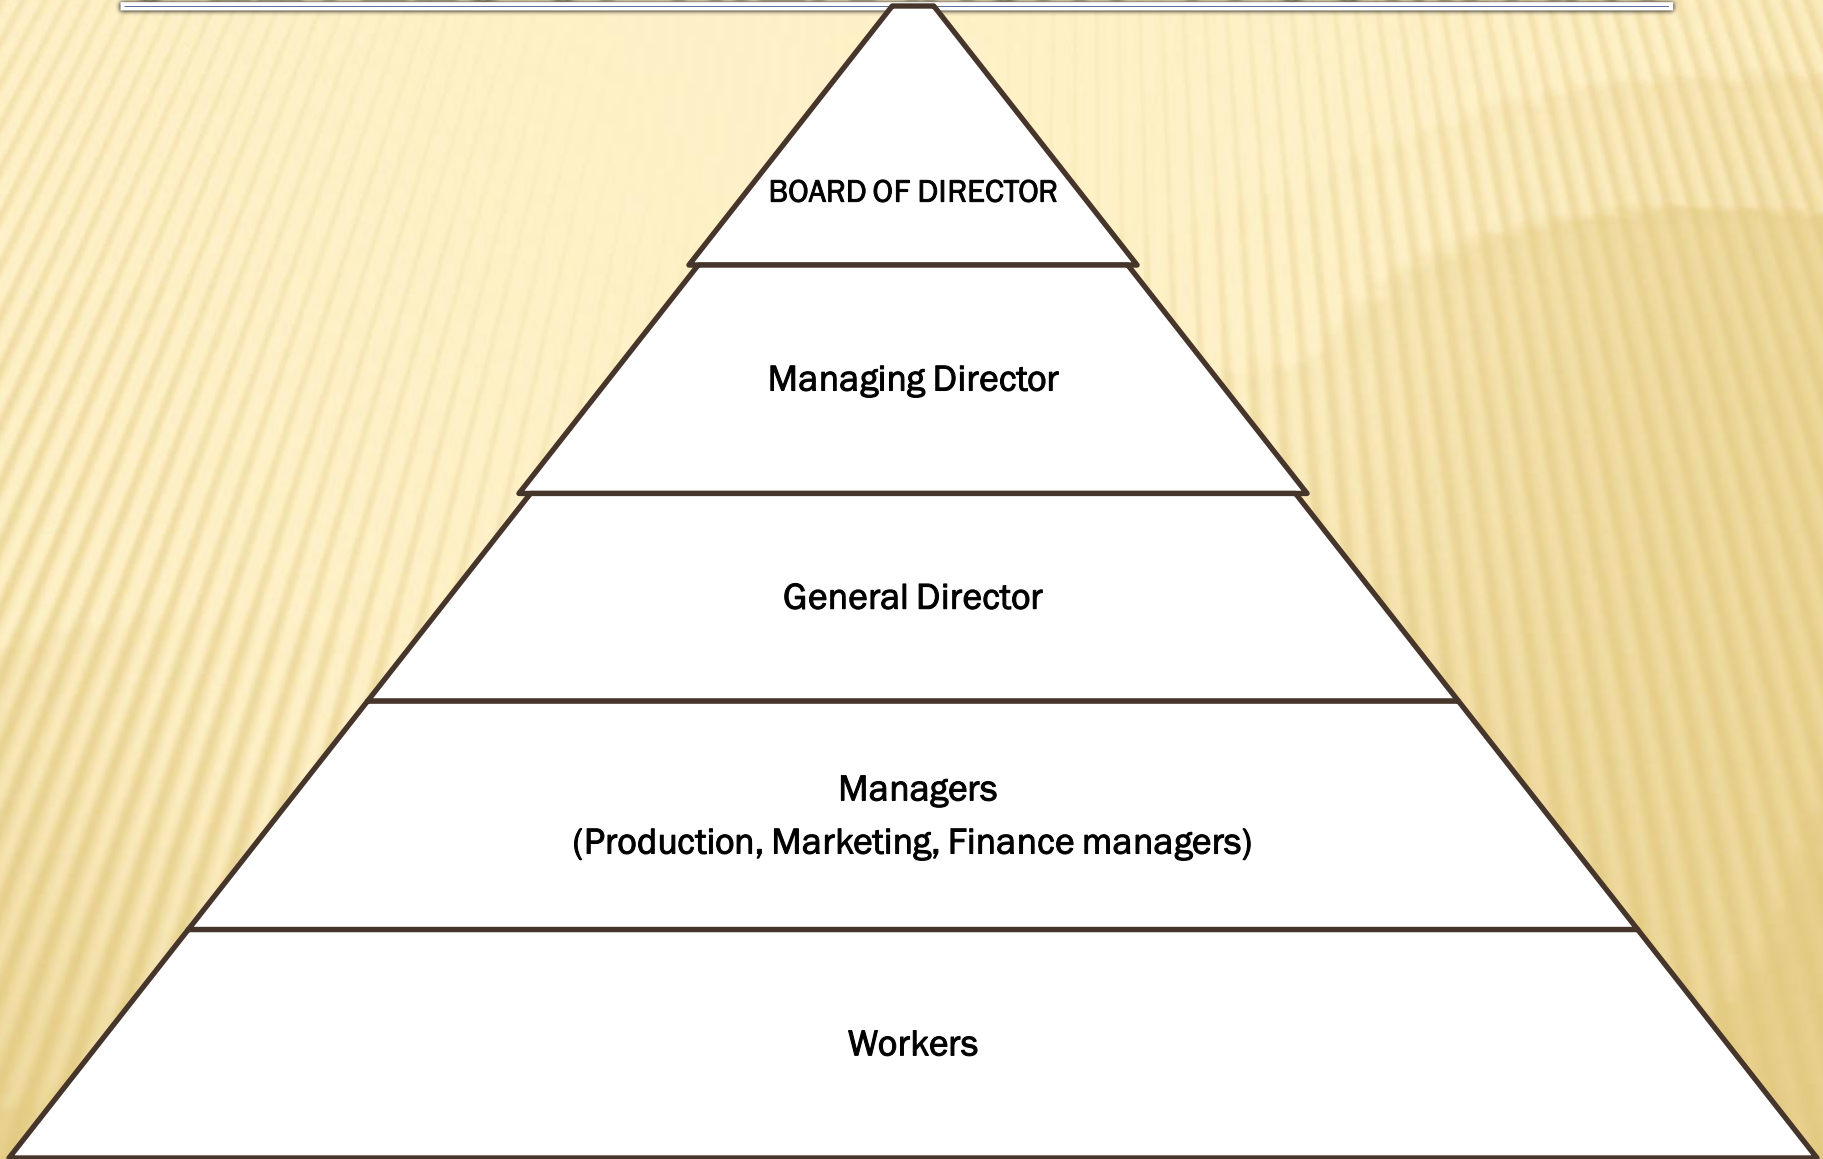 BOARD OF DIRECTOR
Managing Director
General Director
Managers
(Production, Marketing, Finance managers)
Workers